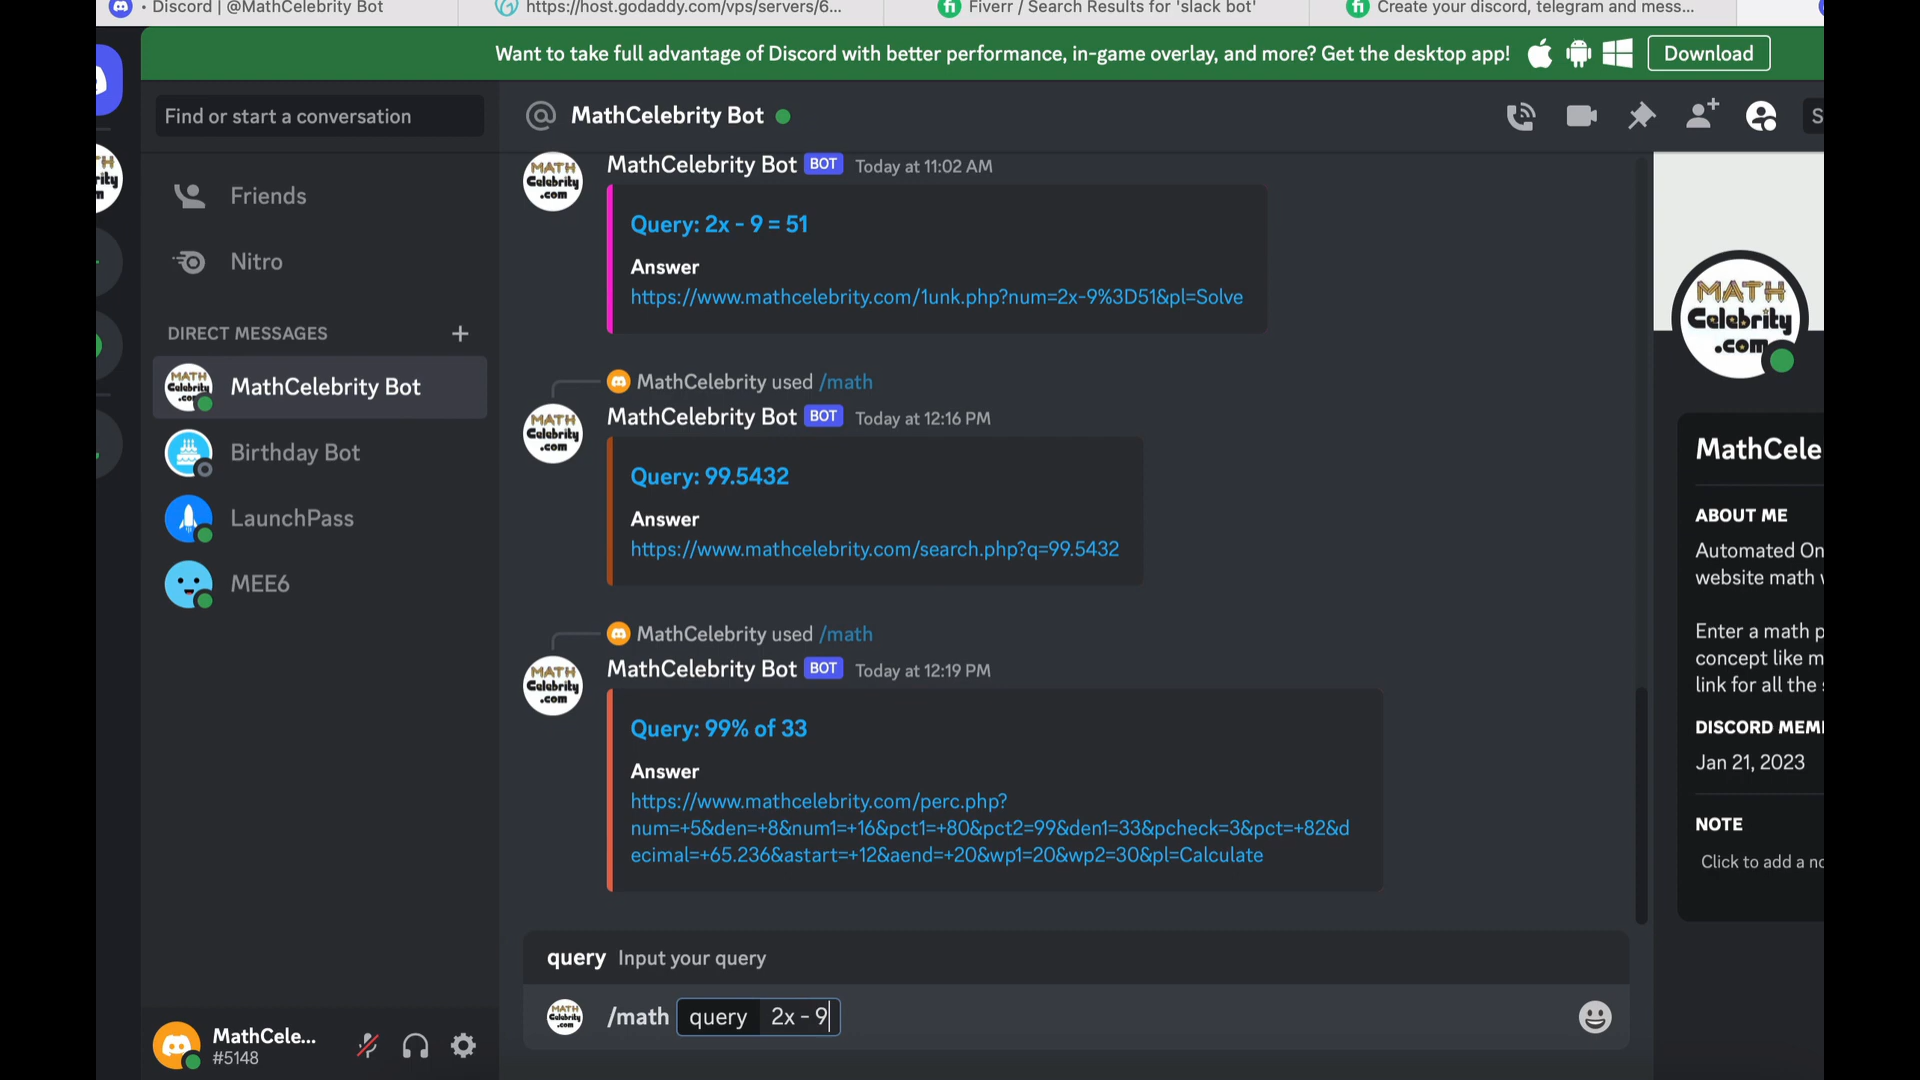 • Discord | @MathCelebrity Bot
https://host.godaddy.com/vps/servers/6...
Fiverr / Search Results for 'slack bot'
Create your discord, telegram and mess...
Want to take full advantage of Discord with better performance, in-game overlay, and more? Get the desktop app!
Download
Find or start a conversation
Friends
Nitro
DIRECT MESSAGES
MathCelebrity Bot
Birthday Bot
LaunchPass
MEE6
MathCele...
#5148
MathCelebrity Bot
MathCelebrity Bot BOT Today at 11:02 AM
Query: 2x - 9 = 51
Answer
https://www.mathcelebrity.com/1unk.php?num=2x-9%3D51&pl=Solve
MathCelebrity used /math
MathCelebrity Bot BOT Today at 12:16 PM
Query: 99.5432
Answer
https://www.mathcelebrity.com/search.php?q=99.5432
MathCelebrity used /math
MathCelebrity Bot BOT Today at 12:19 PM
Query: 99% of 33
Answer
https://www.mathcelebrity.com/perc.php?
num=+5&den=+8&num1=+16&pct1=+80&pct2=99&den1=33&pcheck=3&pct=+82&d
ecimal=+65.236&astart=+12&aend=+20&wp1=20&wp2=30&pl=Calculate
query Input your query
/math query 2x - 9
MATH
Celebrity
.com
MathCele
ABOUT ME
Automated On
website math
Enter a math p
concept like m
link for all the
DISCORD MEM
Jan 21, 2023
NOTE
Click to add a no